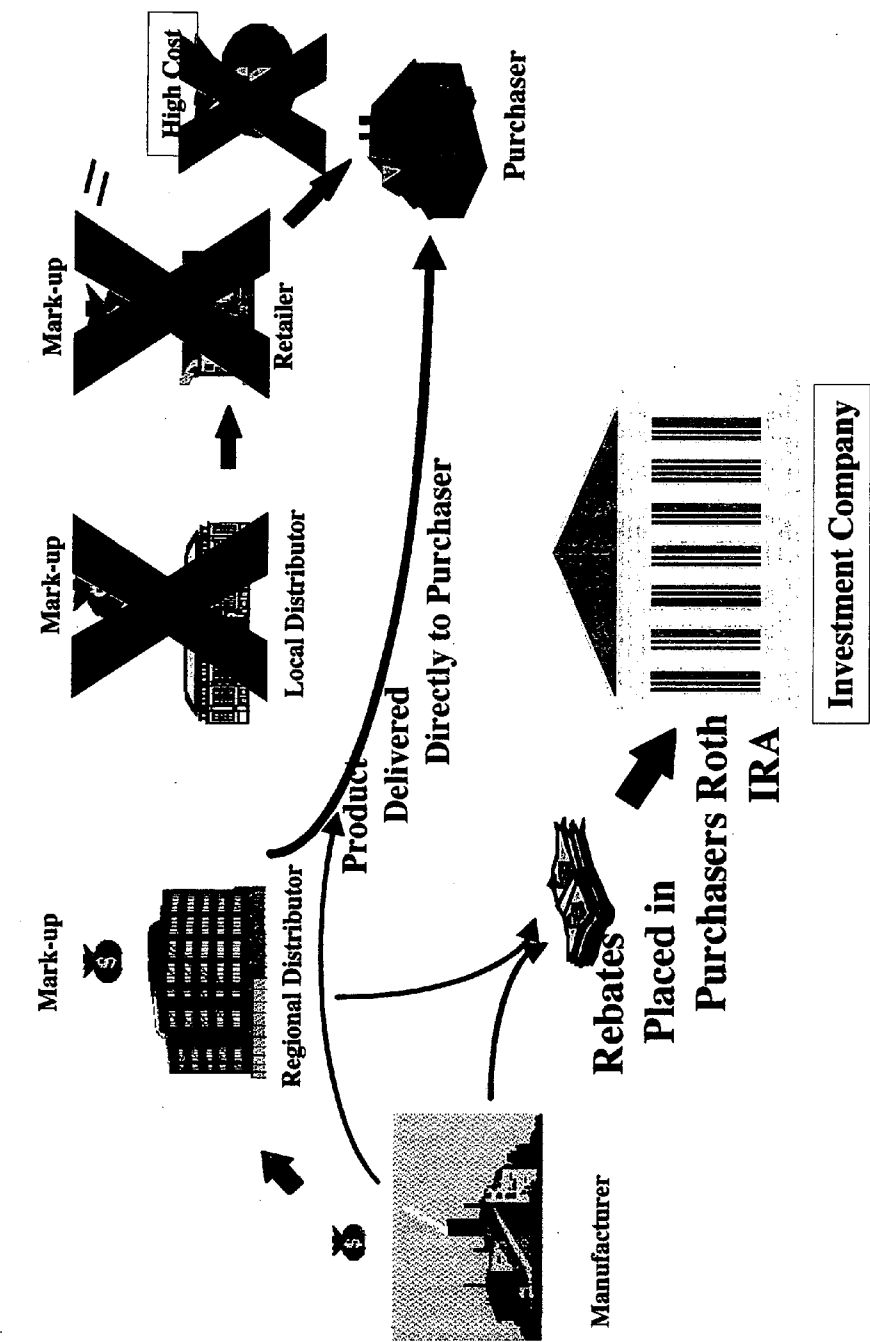 Mark-up
Mark-up
Mark-up
High Cost
$
Regional Distributor
Local Distributor
Retailer
=
$
Product
Delivered
Directly to Purchaser
Purchaser
Manufacturer
Rebates
Placed in
Purchasers Roth
IRA
Investment Company